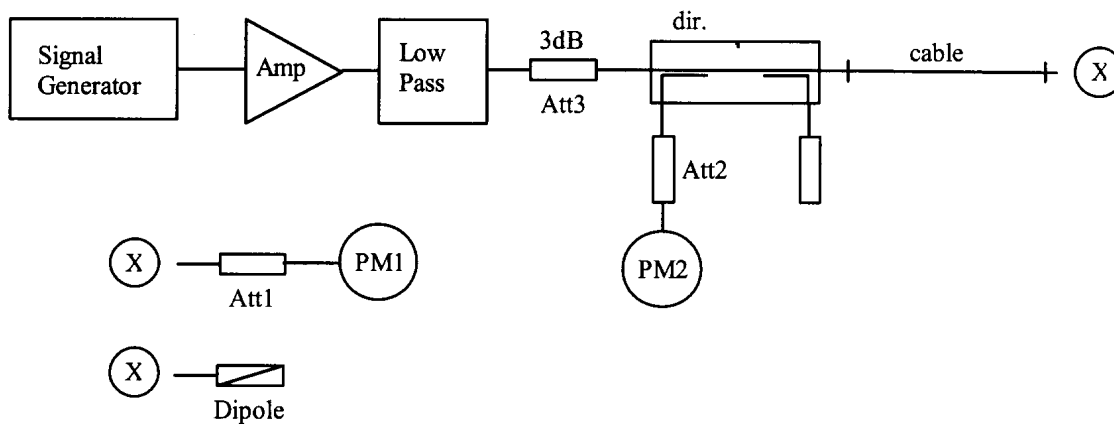 Signal
Generator
Amp
Low
Pass
3dB
Att3
dir.
cable
X
Att2
PM2
X
Att1
PM1
X
Dipole